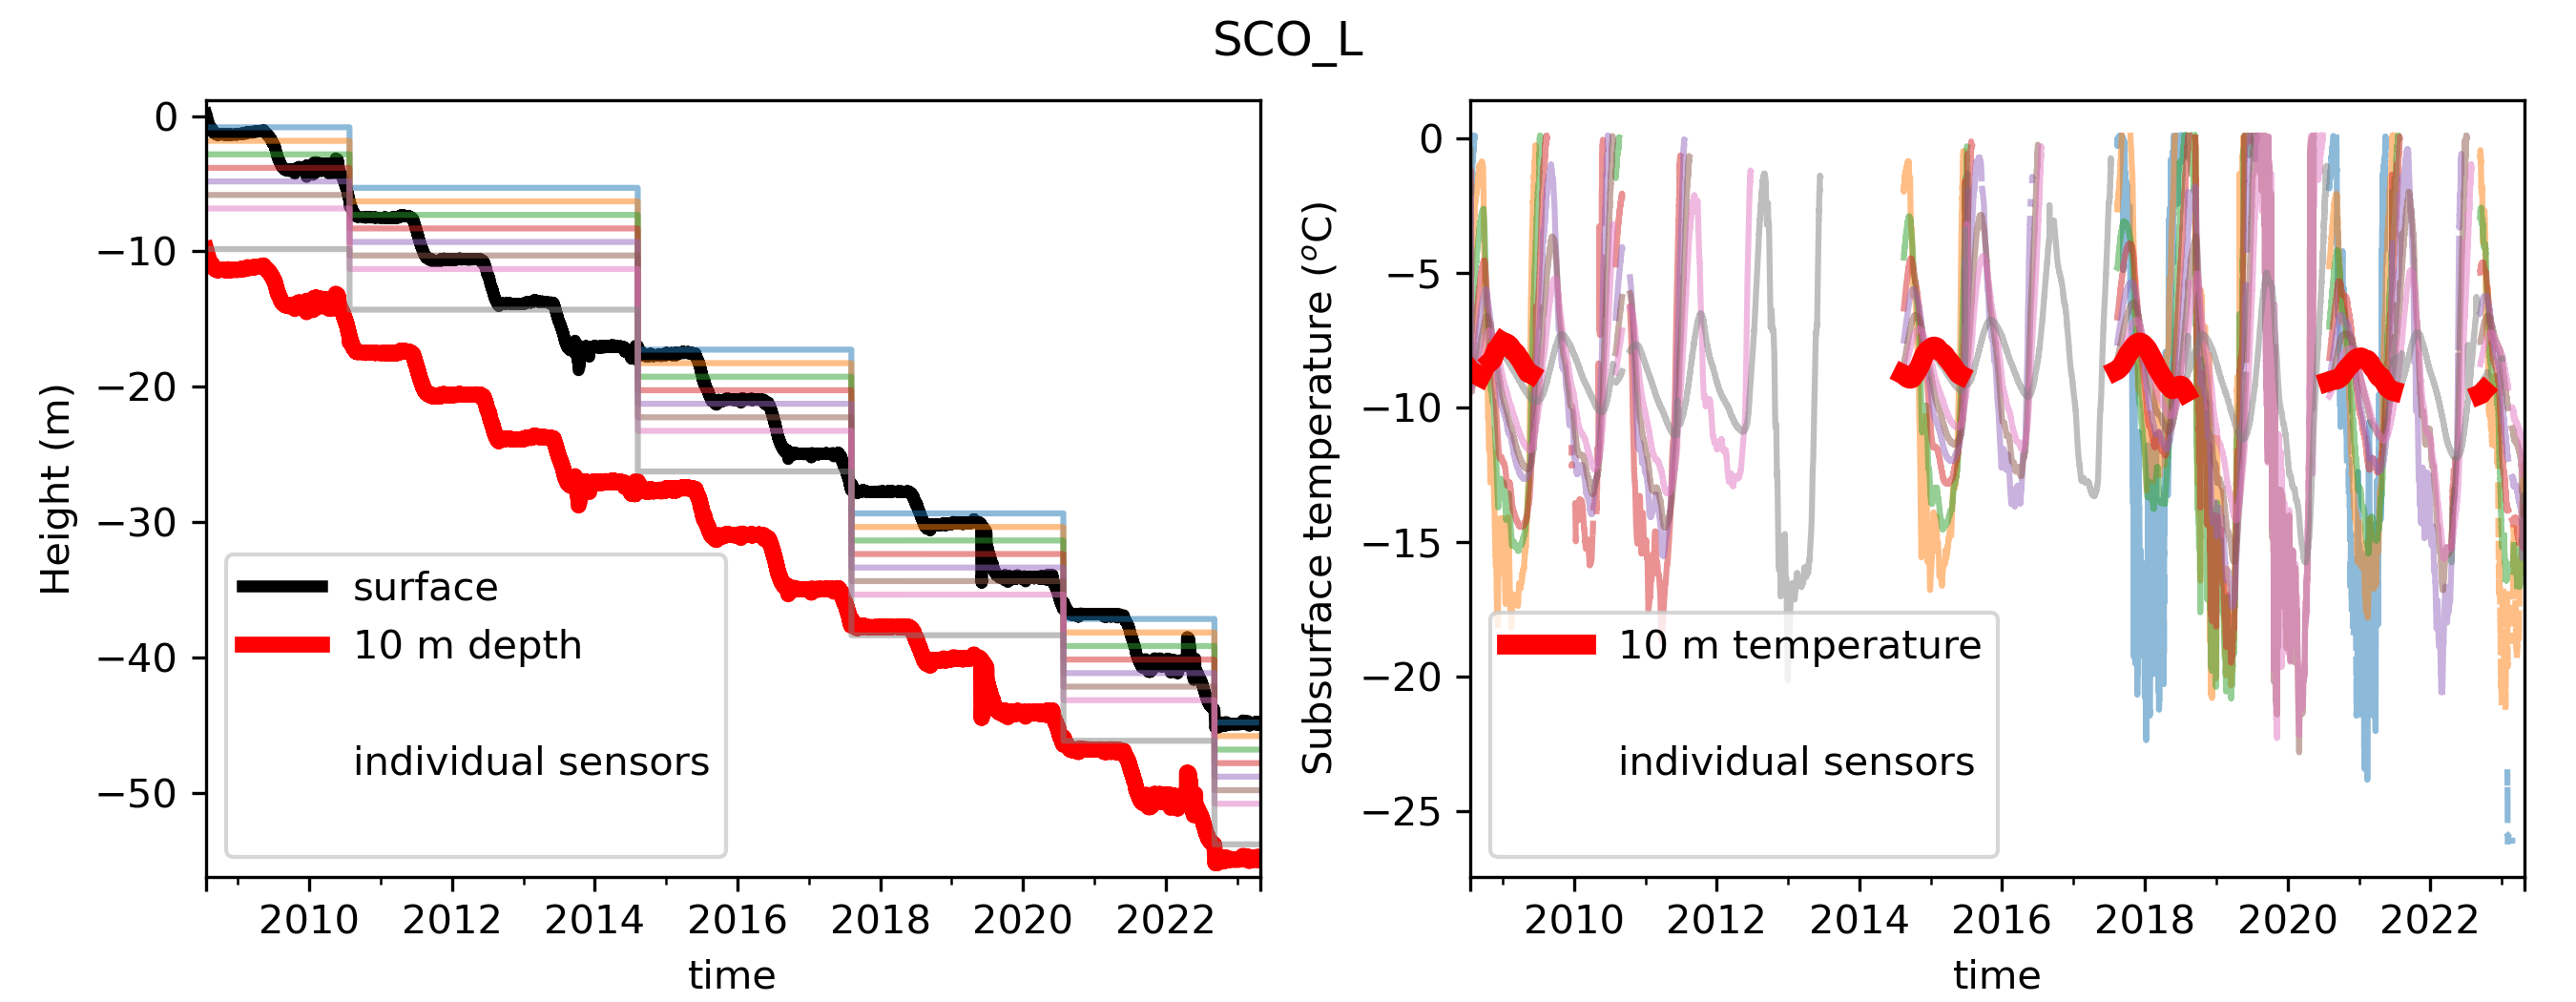 SCO_L
Height (m)
0
−10
−20
−30
−40
−50
surface
10 m depth
individual sensors
2010 2012 2014 2016 2018 2020 2022
time
Subsurface temperature (°C)
0
−5
−10
−15
−20
−25
10 m temperature
individual sensors
2010 2012 2014 2016 2018 2020 2022
time